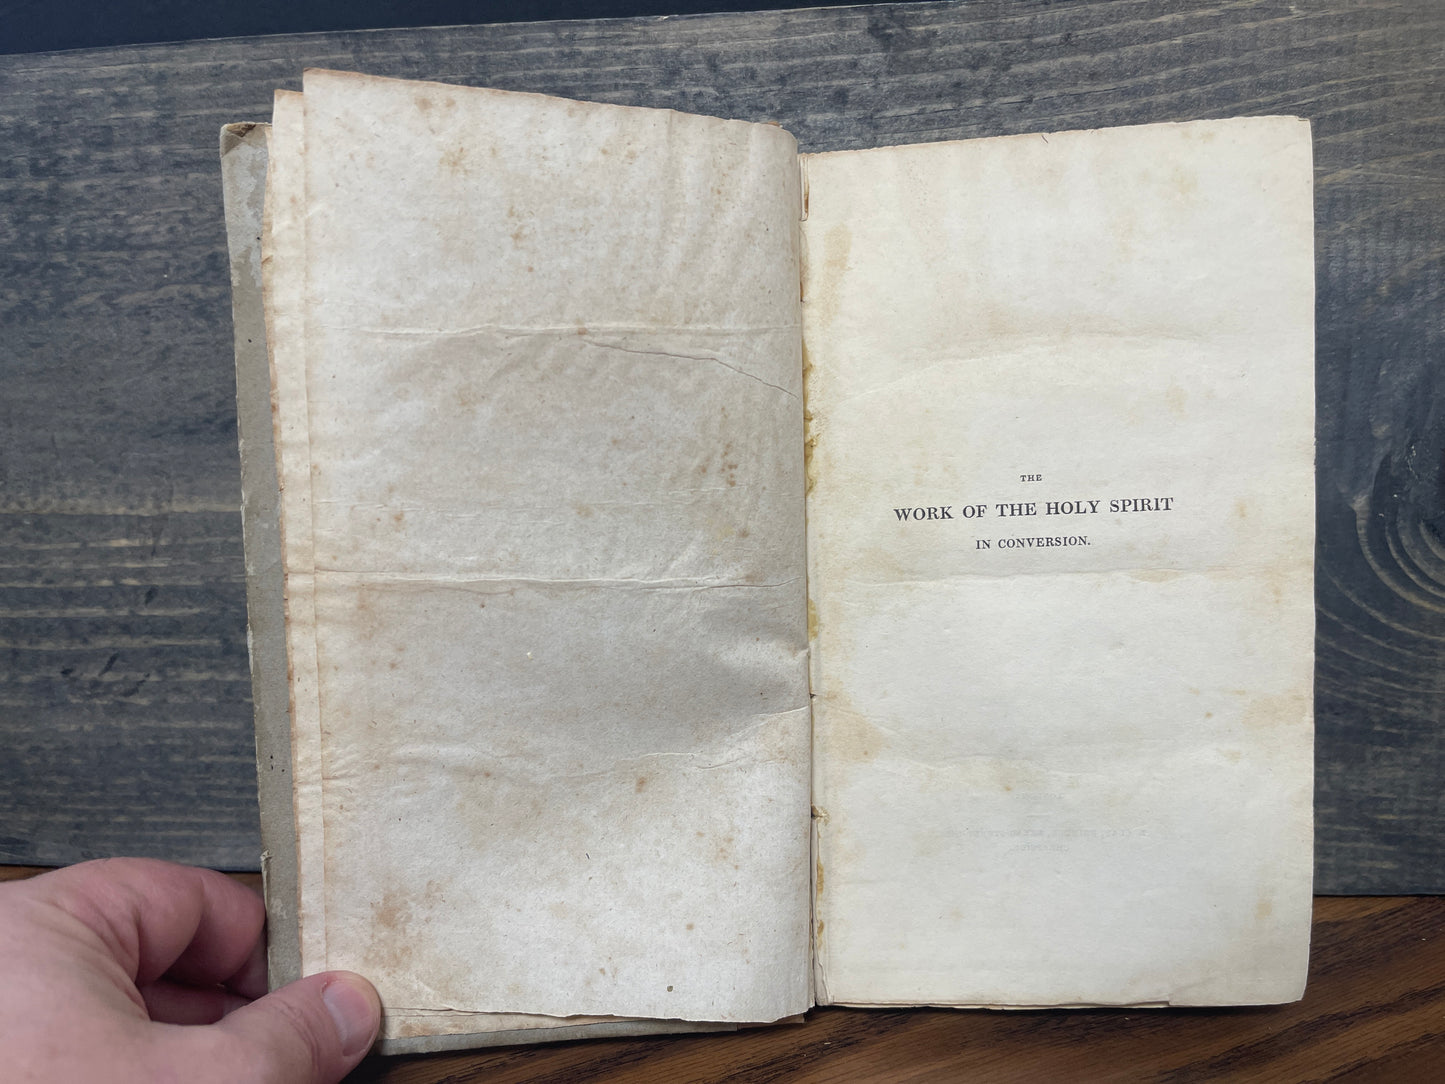 THE
WORK OF THE HOLY SPIRIT
IN CONVERSION.